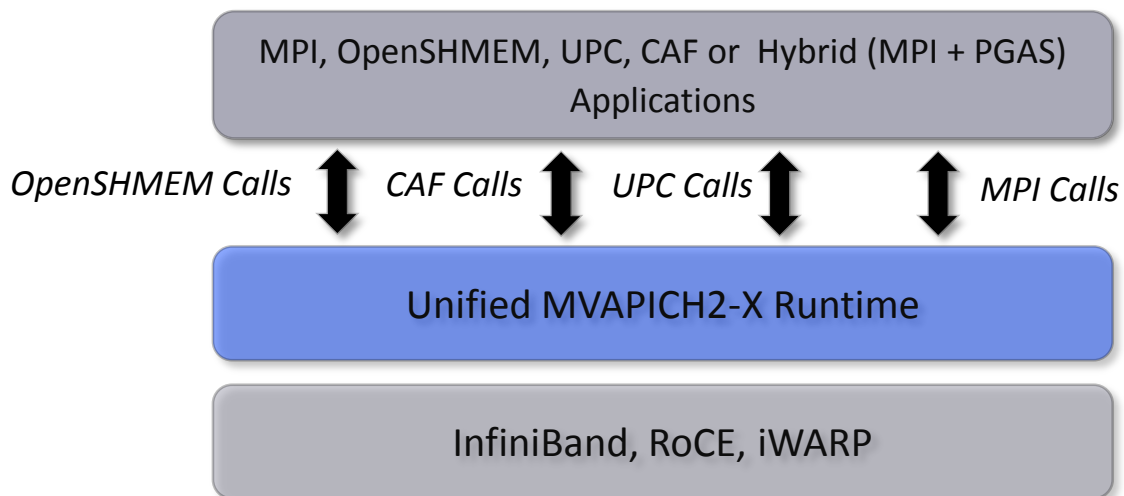 MPI, OpenSHMEM, UPC, CAF or Hybrid (MPI + PGAS)
Applications
OpenSHMEM Calls
CAF Calls
UPC Calls
MPI Calls
Unified MVAPICH2-X Runtime
InfiniBand, RoCE, iWARP